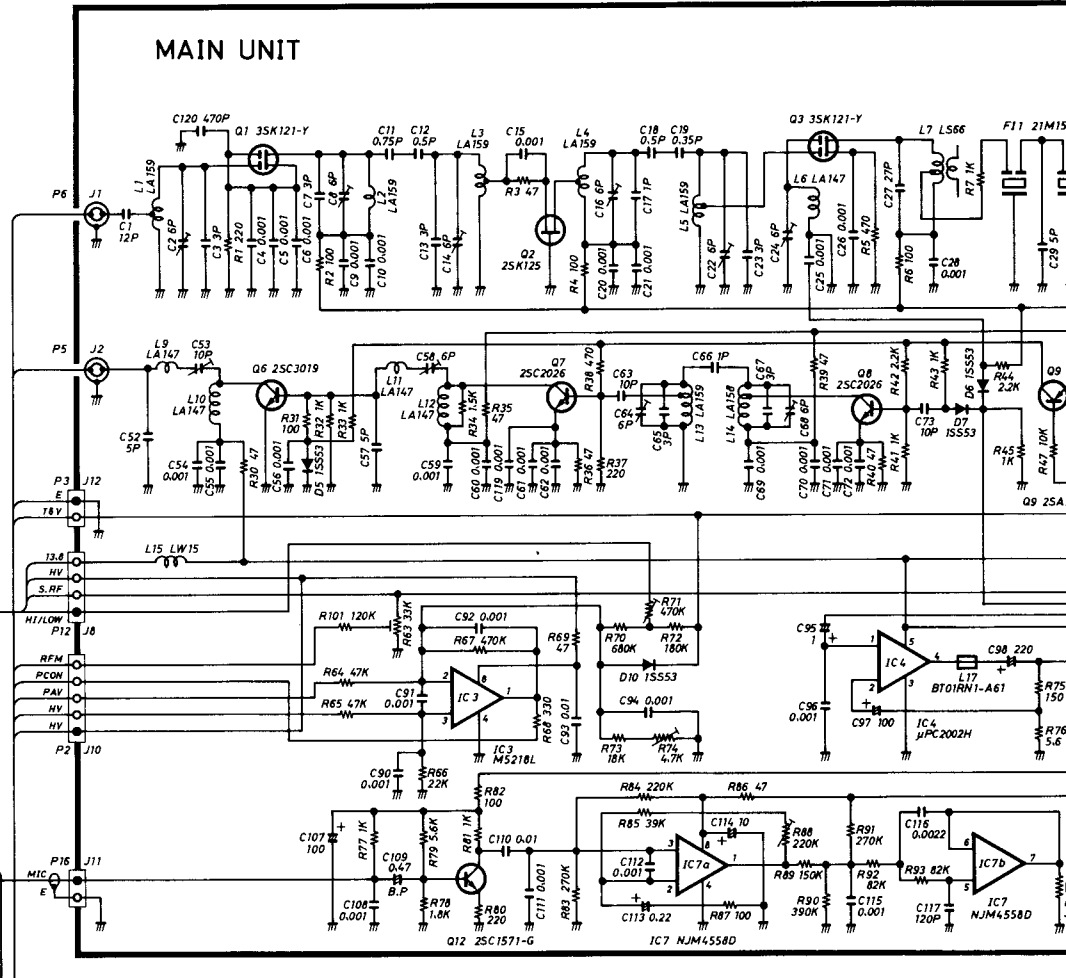 MAIN UNIT
C120 470P
Q1 3SK121-Y
C11
0.75P
C12
0.5P
L3
LA159
C15
0.001
L4
LA159
C18
0.5P
C19
0.35P
Q3 3SK121-Y
L7 LS66
FI1 21M15
P6
J1
C1
12P
L1
LA159
C2 6P
C3 3P
R1 220
C4 0.001
C5 0.001
C6 0.001
C7 3P
C8 6P
L2
LA159
R2 100
C9 0.001
C10 0.001
C13 3P
C14 6P
R3 47
Q2
2SK125
C16 6P
C17 1P
R4 100
C20 0.001
C21 0.001
L5 LA159
C22 6P
C23 3P
C24 6P
L6 LA147
C25 0.001
C26 0.001
R5 470
C27 27P
R6 100
C28
0.001
R7 1K
C29 5P
P5
J2
L9
LA147
C53
10P
Q6 2SC3019
L10
LA147
C52
5P
C54
0.001
C55 0.001
R30 47
C56 0.001
R31
100
D5 1SS53
R32 1K
R33 1K
C57 5P
L11
LA147
C58 6P
L12
LA147
R34 1.5K
R35
47
C59
0.001
C60 0.001
C119 0.001
C61 0.001
C62 0.001
R36 47
Q7
2SC2026
R38 470
C63
10P
R37
220
C64
6P
C65
3P
L13 LA159
C66 1P
L14 LA158
C67
3P
C68 6P
C69 0.001
C70 0.001
C71 0.001
C72 0.001
R40 47
R39 47
Q8
2SC2026
R41 1K
R42 2.2K
R43 1K
C73
10P
D7
1SS53
D6 1SS53
R44
2.2K
R45
1K
Q9
R47 10K
Q9 2SA
P3
J12
E
T8V
L15 LW15
13.8
HV
S.RF
HI/LOW
P12
J8
RFM
PCON
PAV
HV
HV
P2
J10
R101 120K
R63 33K
R64 47K
R65 47K
C92 0.001
R67 470K
C91
0.001
2
3
8
4
1
IC3
IC3
M5218L
R68 330
C93 0.01
R69
47
R70
680K
R71
470K
R72
180K
D10 1SS53
C94 0.001
R73
18K
R74
4.7K
C90
0.001
R66
22K
C95
1
+
C96
0.001
IC4
1
2
3
4
5
L17
BT01RN1-A61
C98 220
+
C97 100
+
IC4
µPC2002H
R75
150
R76
5.6
P16
J11
MIC
E
C107
100
+
R77 1K
C108
0.001
C109
0.47
B.P
R79 5.6K
R78
1.8K
R82
100
R81 1K
C110 0.01
R80
220
Q12 2SC1571-G
C111 0.001
R83 270K
R84 220K
R85 39K
R86 47
C112
0.001
C113 0.22
+
3
2
8
4
1
IC7a
C114 10
+
R87 100
IC7 NJM4558D
R88
220K
R89 150K
R90
390K
R91
270K
R92
82K
C115
0.001
C116
0.0022
R93 82K
C117
120P
6
5
7
IC7b
IC7
NJM4558D